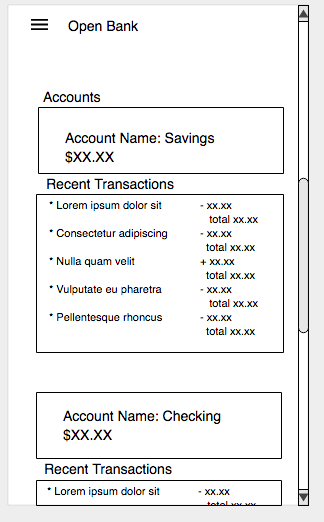 Open Bank
Accounts
Account Name: Savings
$XX.XX
Recent Transactions
* Lorem ipsum dolor sit - xx.xx
total xx.xx
* Consectetur adipiscing - xx.xx
total xx.xx
* Nulla quam velit + xx.xx
total xx.xx
* Vulputate eu pharetra - xx.xx
total xx.xx
* Pellentesque rhoncus - xx.xx
total xx.xx
Account Name: Checking
$XX.XX
Recent Transactions
* Lorem ipsum dolor sit - xx.xx
total xx.xx